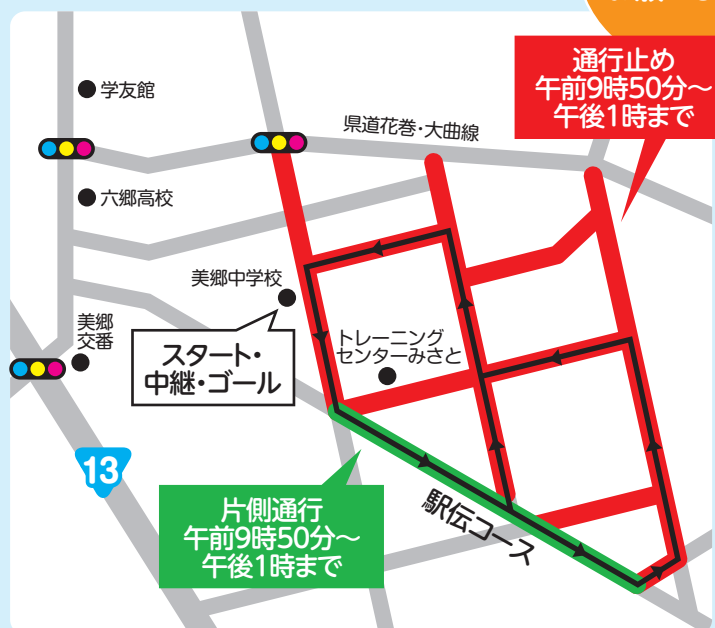 通行止め
午前9時50分〜
午後1時まで
学友館
県道花巻・大曲線
六郷高校
美郷中学校
美郷
交番
トレーニング
センターみさと
スタート・
中継・ゴール
13
片側通行
午前9時50分〜
午後1時まで
駅伝コース